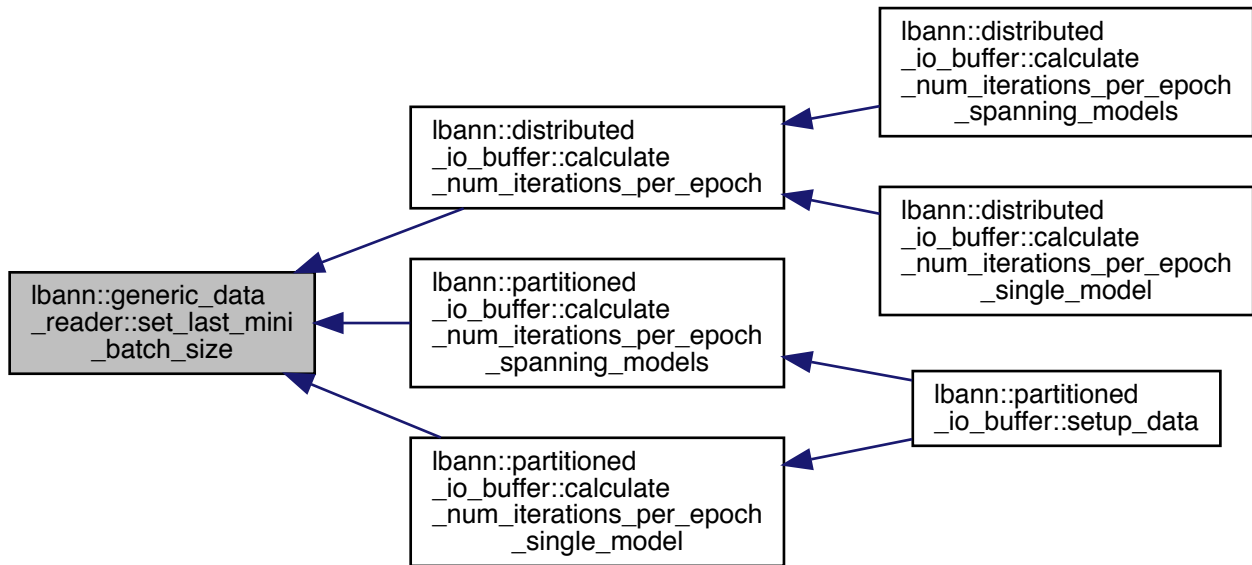 lbann::generic_data
_reader::set_last_mini
_batch_size
lbann::distributed
_io_buffer::calculate
_num_iterations_per_epoch
lbann::partitioned
_io_buffer::calculate
_num_iterations_per_epoch
_spanning_models
lbann::partitioned
_io_buffer::calculate
_num_iterations_per_epoch
_single_model
lbann::distributed
_io_buffer::calculate
_num_iterations_per_epoch
_spanning_models
lbann::distributed
_io_buffer::calculate
_num_iterations_per_epoch
_single_model
lbann::partitioned
_io_buffer::setup_data